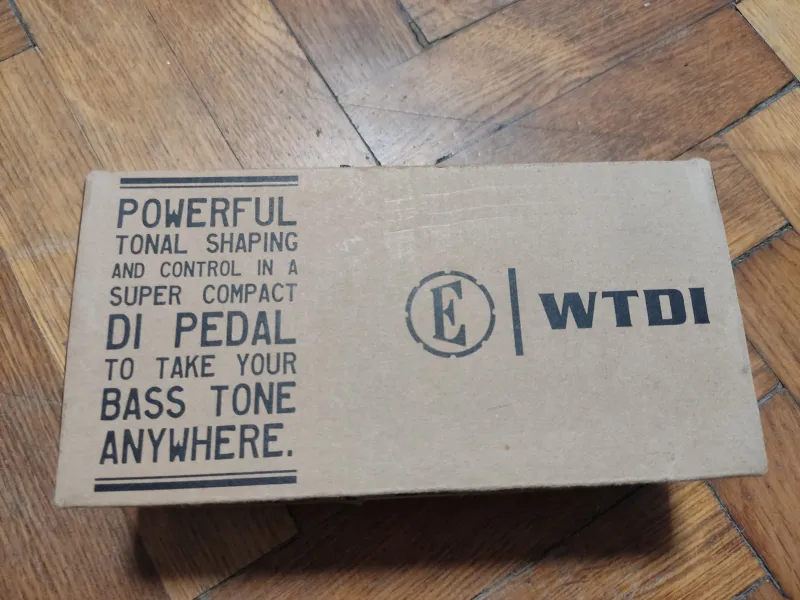 POWERFUL
TONAL SHAPING
AND CONTROL IN A
SUPER COMPACT
DI PEDAL
TO TAKE YOUR
BASS TONE
ANYWHERE.
E | WTDI